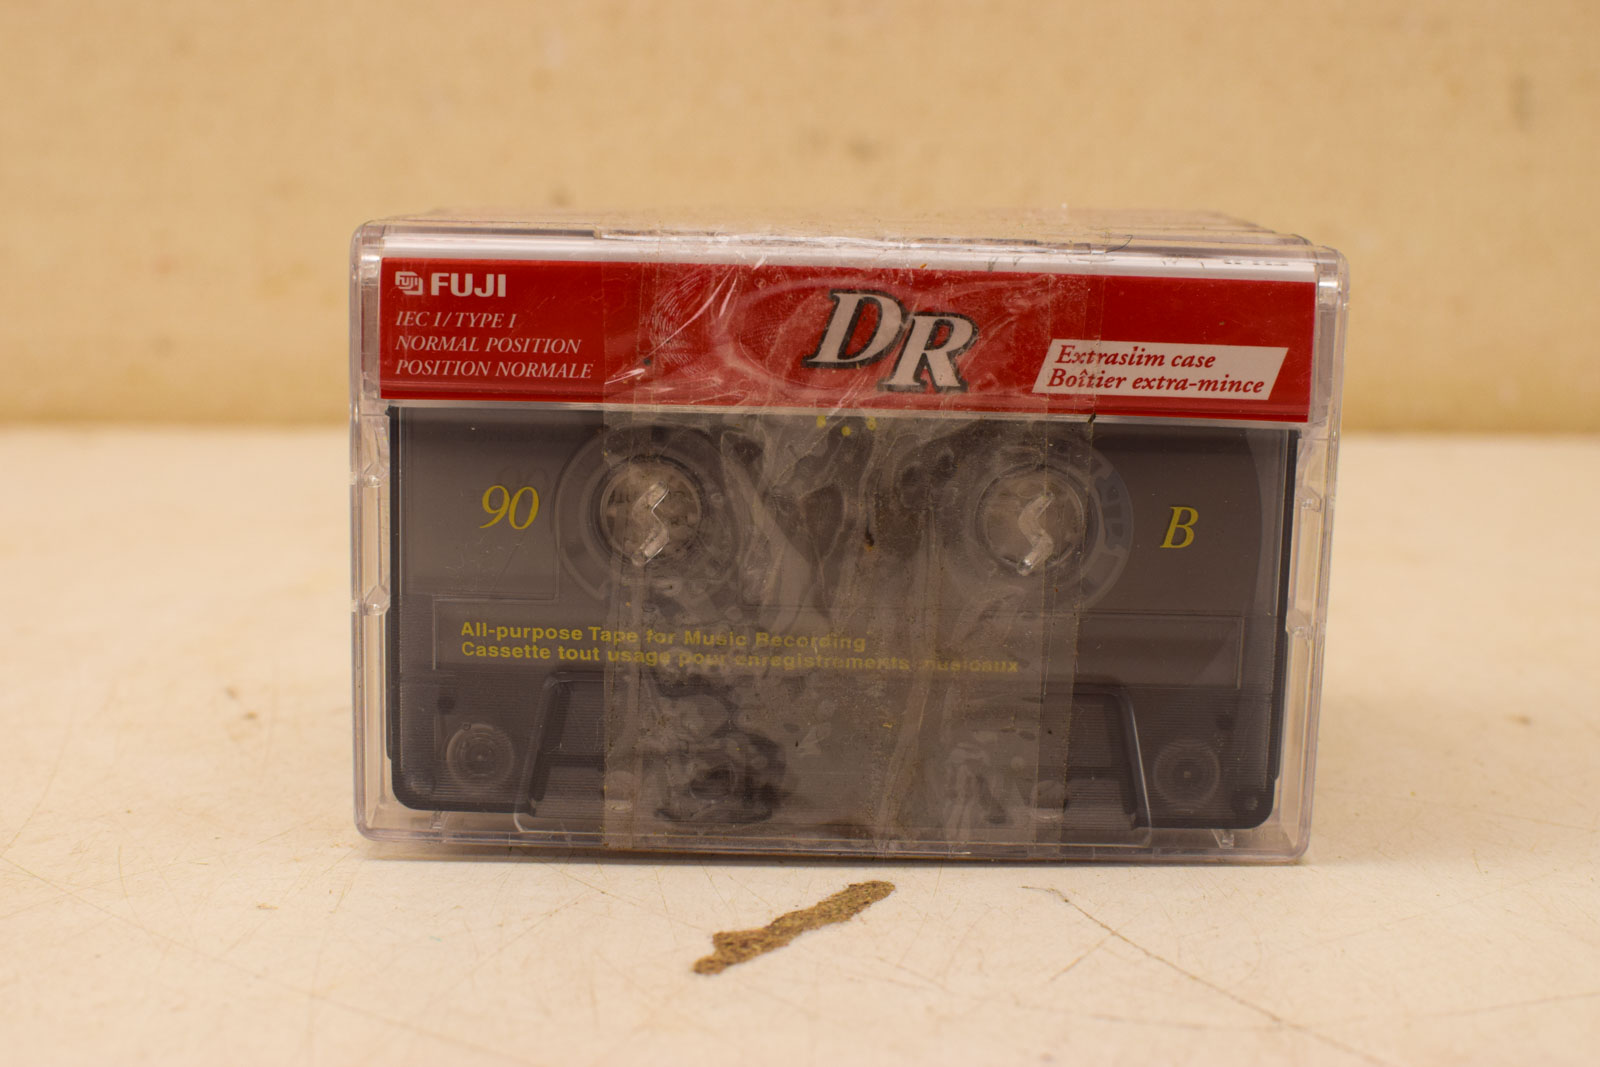 FUJI
IEC I/TYPE I
NORMAL POSITION
POSITION NORMALE
DR
Extraslim case
Boîtier extra-mince
90
B
All-purpose Tape for Music Recording
Cassette tout usage pour enregistrements musicaux